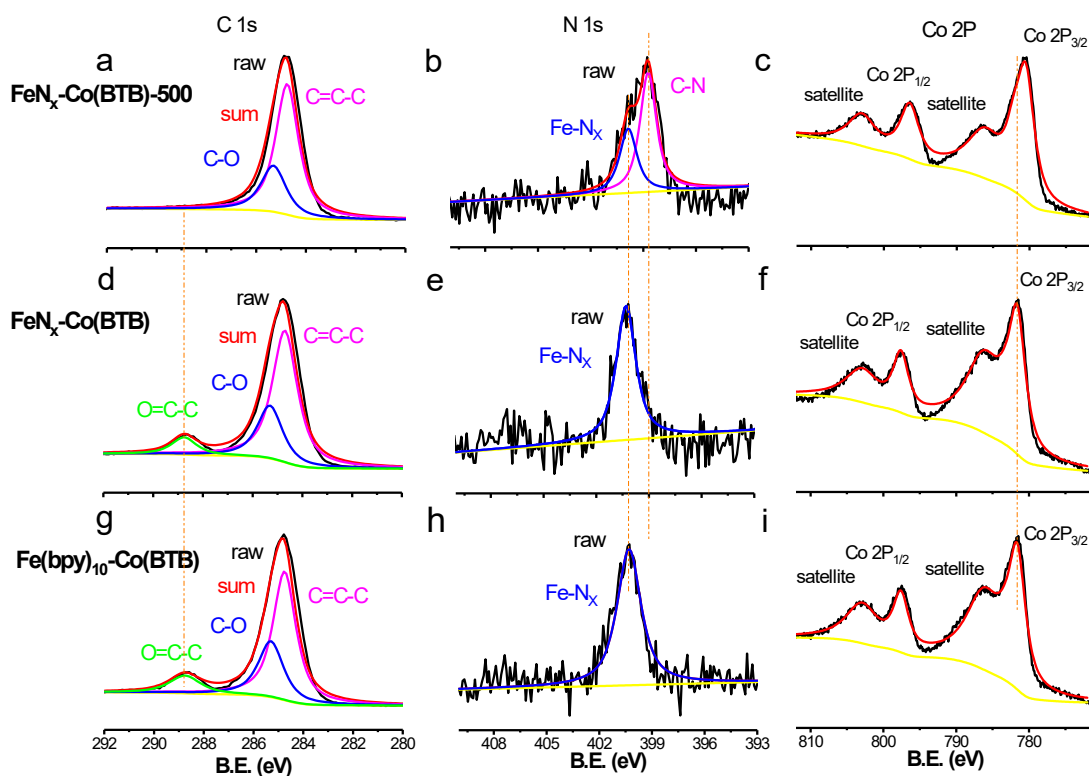 C 1s
N 1s
Co 2P
a
raw
C=C-C
sum
C-O
FeNₓ-Co(BTB)-500
b
raw
C-N
Fe-N_X
c
Co 2P₃/₂
Co 2P₁/₂
satellite
satellite
d
raw
C=C-C
sum
C-O
O=C-C
FeNₓ-Co(BTB)
e
raw
Fe-N_X
f
Co 2P₃/₂
Co 2P₁/₂
satellite
satellite
g
raw
C=C-C
sum
C-O
O=C-C
Fe(bpy)₁₀-Co(BTB)
h
raw
Fe-N_X
i
Co 2P₃/₂
Co 2P₁/₂
satellite
satellite
292 290 288 286 284 282 280
B.E. (eV)
408 405 402 399 396 393
B.E. (eV)
810 800 790 780
B.E. (eV)